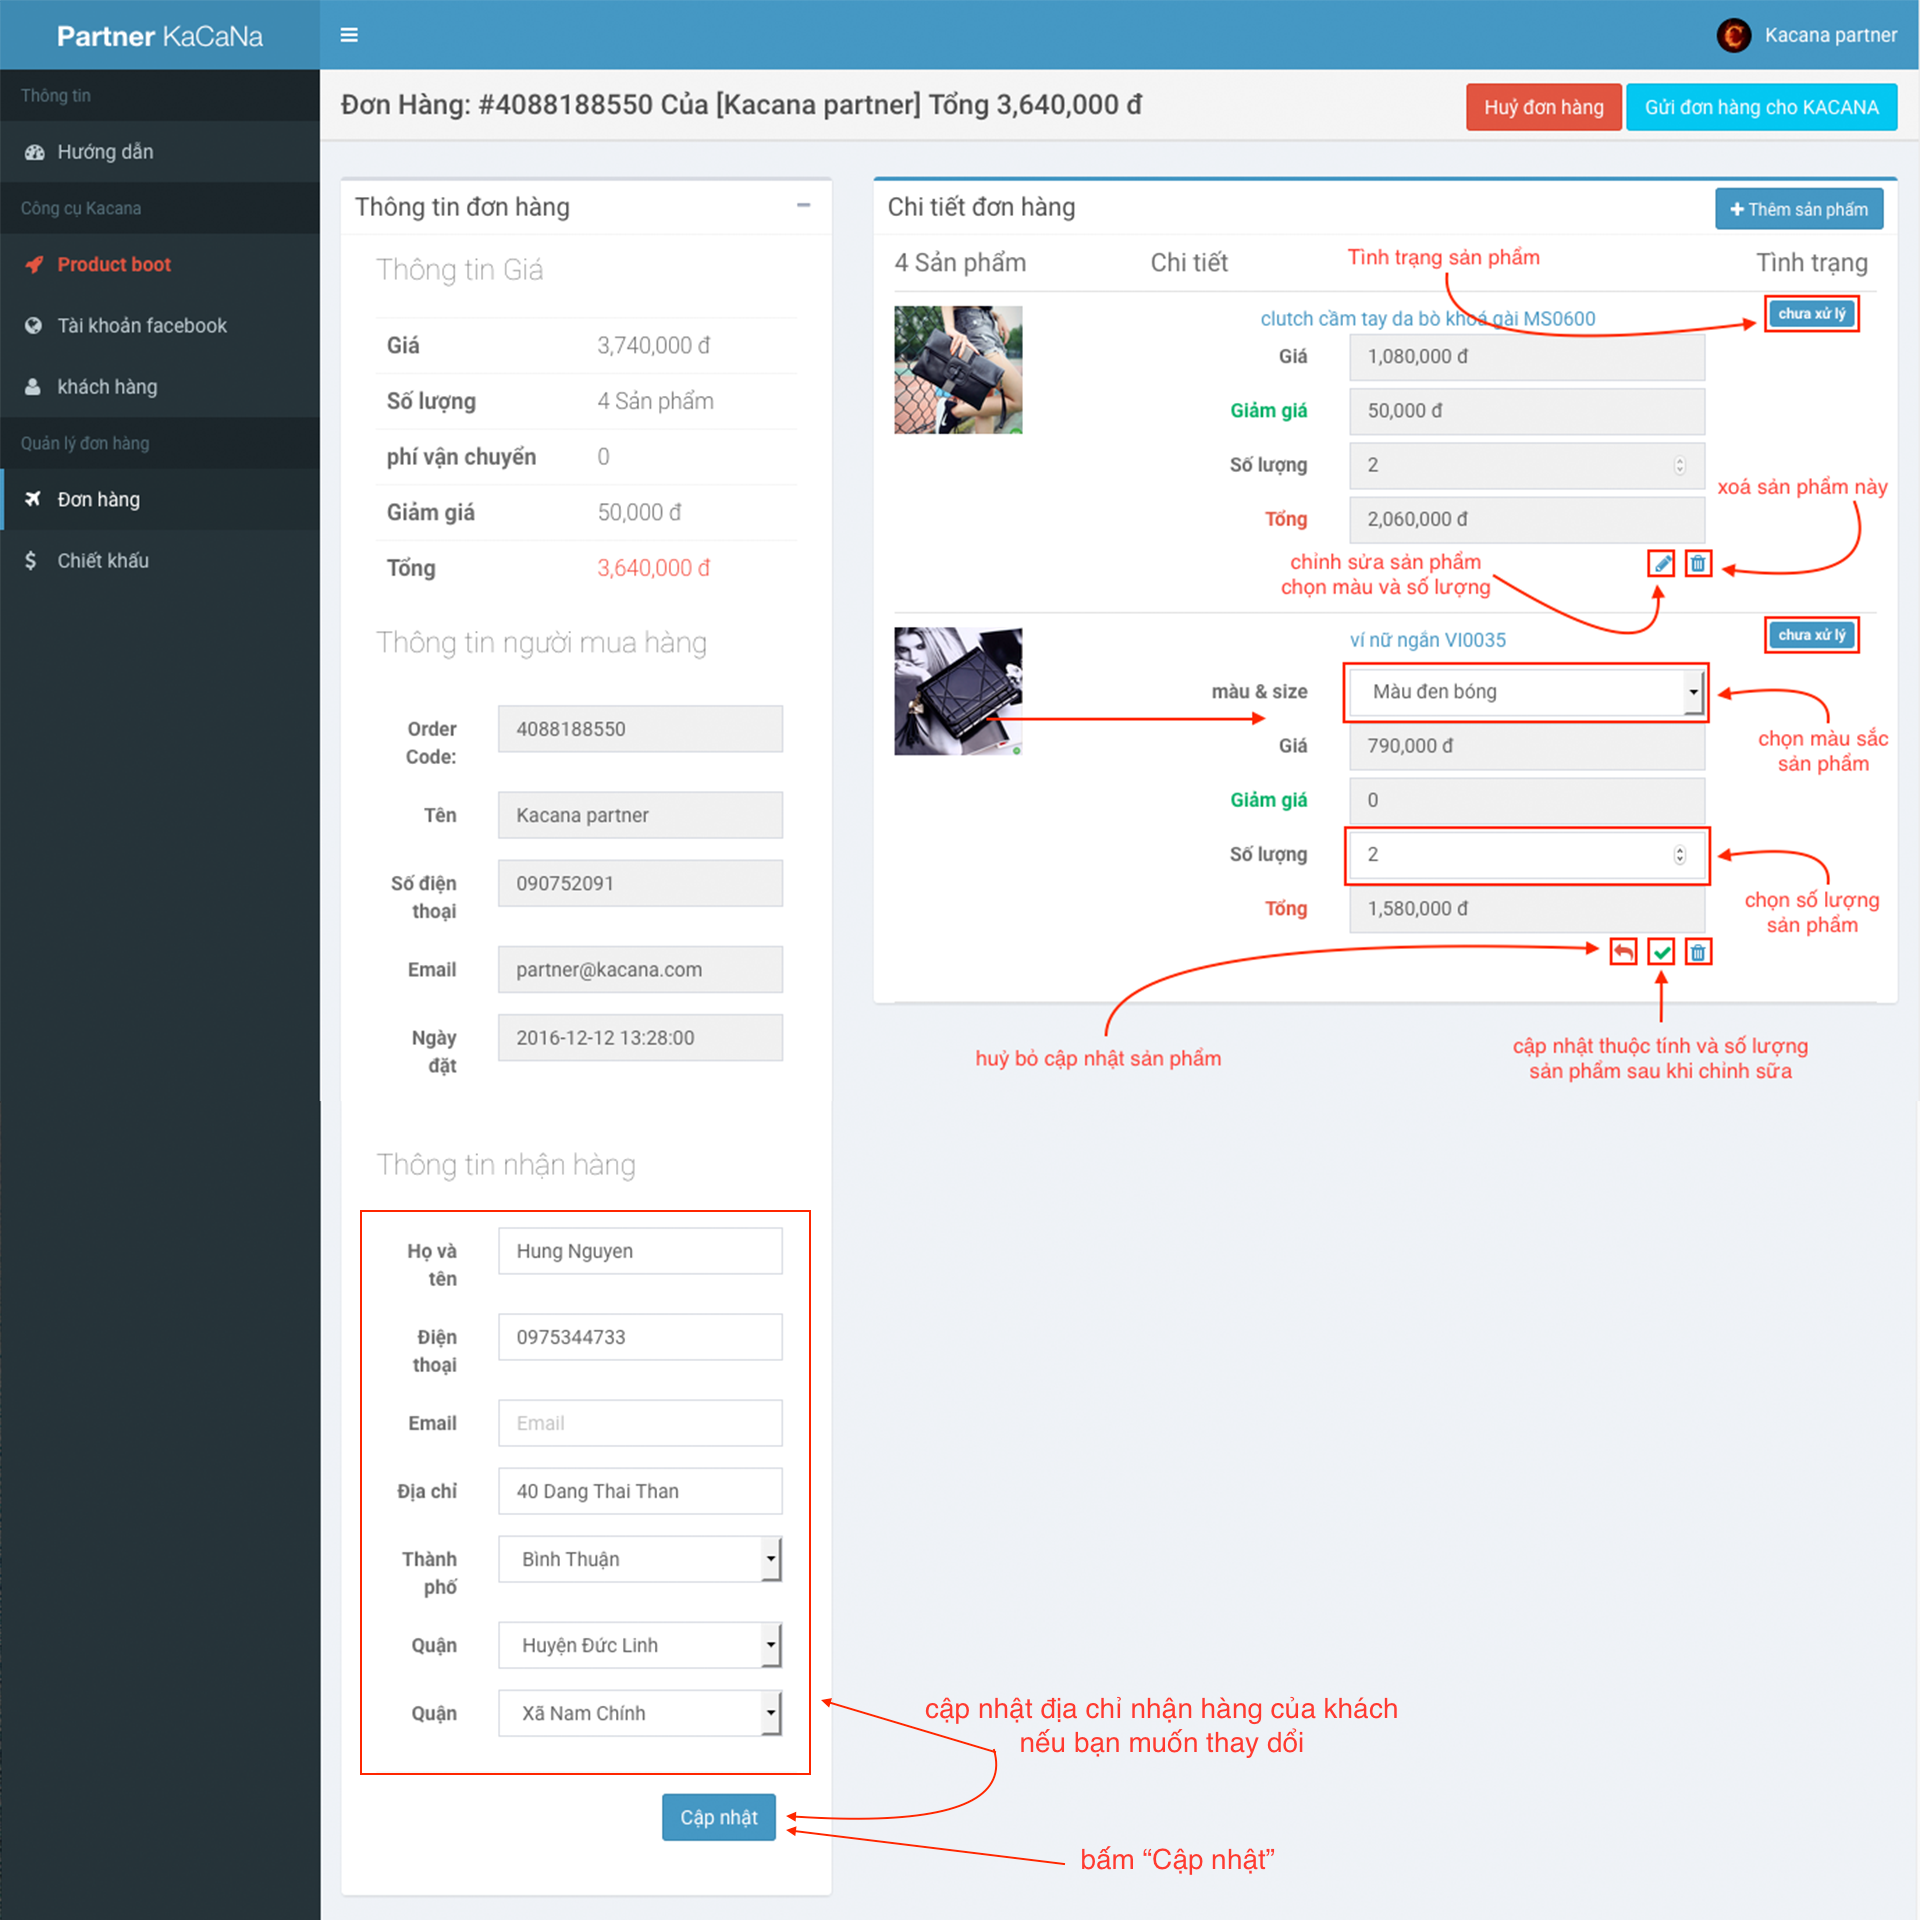 Partner KaCaNa
Kacana partner
Thông tin
Hướng dẫn
Công cụ Kacana
Product boot
Tài khoản facebook
khách hàng
Quản lý đơn hàng
Đơn hàng
Chiết khấu
Đơn Hàng: #4088188550 Của [Kacana partner] Tổng 3,640,000 đ
Huỷ đơn hàng
Gửi đơn hàng cho KACANA
Thông tin đơn hàng
Thông tin Giá
Giá 3,740,000 đ
Số lượng 4 Sản phẩm
phí vận chuyển 0
Giảm giá 50,000 đ
Tổng 3,640,000 đ
Thông tin người mua hàng
Order Code: 4088188550
Tên Kacana partner
Số điện thoại 090752091
Email partner@kacana.com
Ngày đặt 2016-12-12 13:28:00
Thông tin nhận hàng
Họ và tên Hung Nguyen
Điện thoại 0975344733
Email Email
Địa chỉ 40 Dang Thai Than
Thành phố Bình Thuận
Quận Huyện Đức Linh
Quận Xã Nam Chính
Cập nhật
cập nhật địa chỉ nhận hàng của khách
nếu bạn muốn thay dổi
bấm “Cập nhật”
Chi tiết đơn hàng
+ Thêm sản phẩm
4 Sản phẩm Chi tiết Tình trạng
Tình trạng sản phẩm
clutch cầm tay da bò khoá gài MS0600
chưa xử lý
Giá 1,080,000 đ
Giảm giá 50,000 đ
Số lượng 2
xoá sản phẩm này
Tổng 2,060,000 đ
chỉnh sửa sản phẩm
chọn màu và số lượng
ví nữ ngắn VI0035
chưa xử lý
màu & size Màu đen bóng
chọn màu sắc
sản phẩm
Giá 790,000 đ
Giảm giá 0
Số lượng 2
chọn số lượng
sản phẩm
Tổng 1,580,000 đ
huỷ bỏ cập nhật sản phẩm
cập nhật thuộc tính và số lượng
sản phẩm sau khi chỉnh sữa